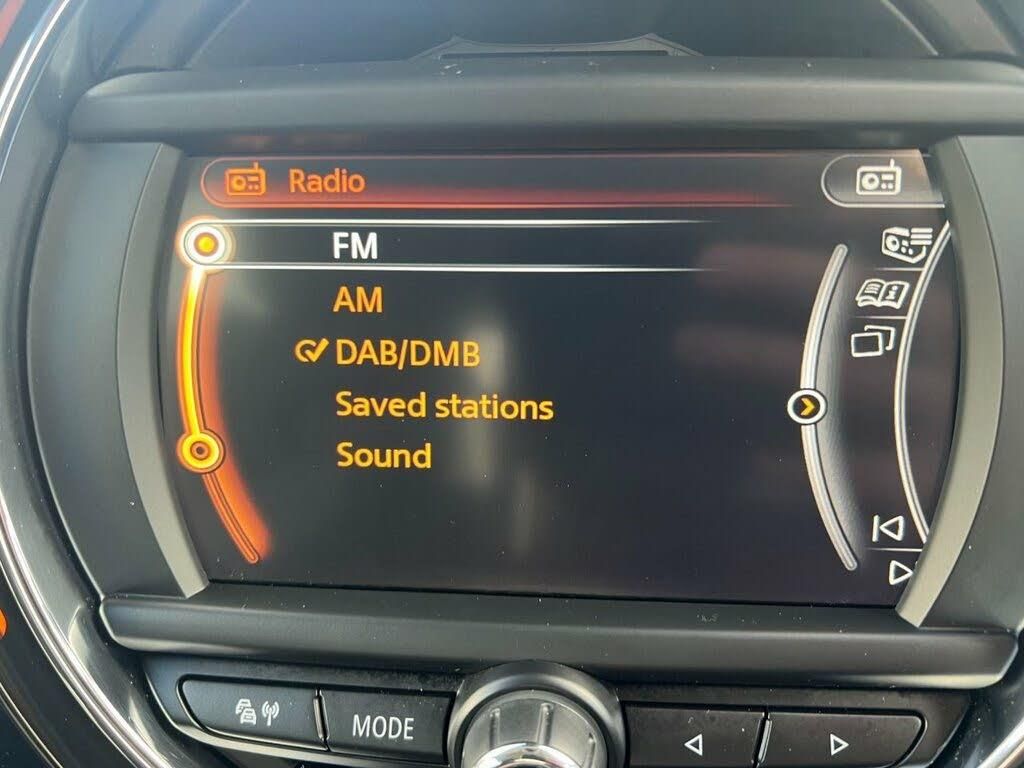 Radio
FM
AM
DAB/DMB
Saved stations
Sound
MODE